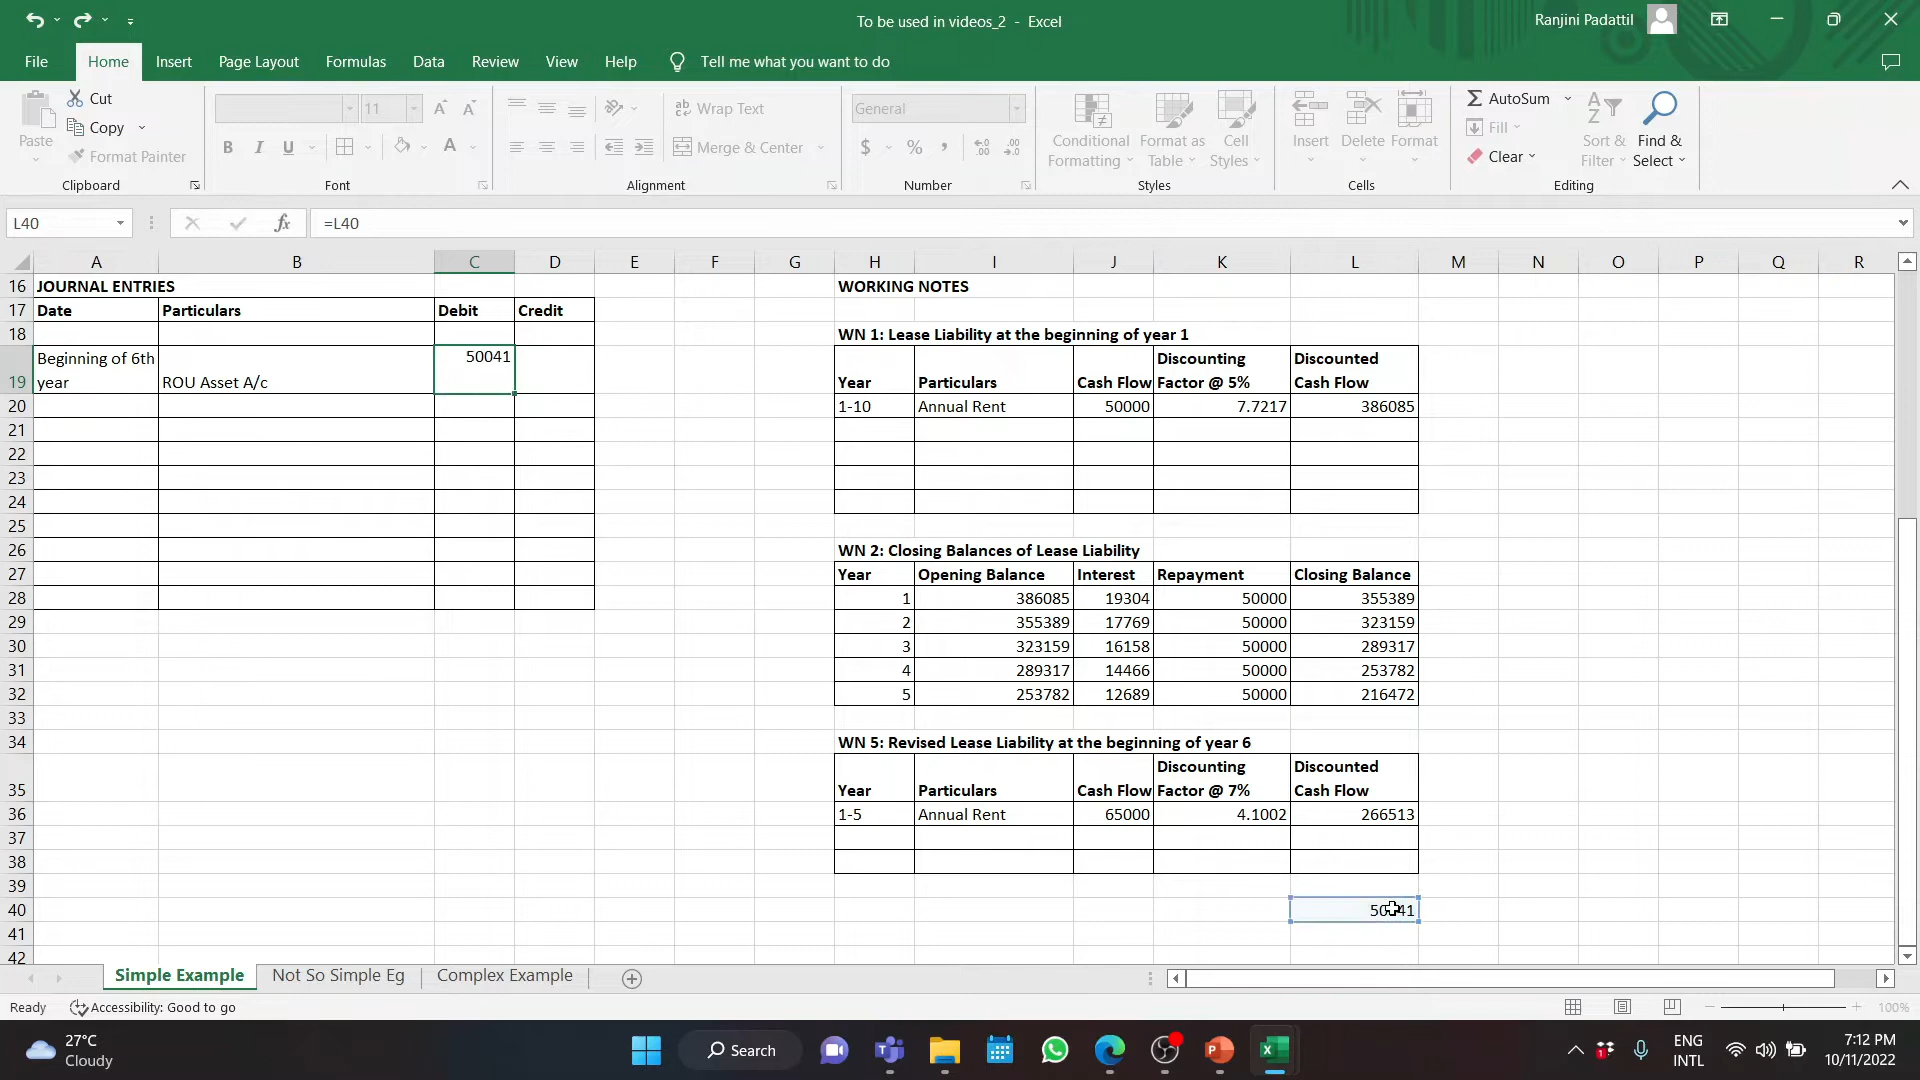 To be used in videos_2 - Excel
Ranjini Padattil
File Home Insert Page Layout Formulas Data Review View Help Tell me what you want to do
Paste
Cut
Copy
Format Painter
Clipboard
11
Font
Wrap Text
Merge & Center
Alignment
General
Number
Conditional Formatting
Format as Table
Cell Styles
Styles
Insert Delete Format
Cells
AutoSum
Fill
Clear
Sort & Filter
Find & Select
Editing
L40 =L40
A B C D E F G H I J K L M N O P Q R
16 JOURNAL ENTRIES WORKING NOTES
17 Date Particulars Debit Credit
18 WN 1: Lease Liability at the beginning of year 1
19 Beginning of 6th year ROU Asset A/c 50041 Year Particulars Cash Flow Discounting Factor @ 5% Discounted Cash Flow
20 1-10 Annual Rent 50000 7.7217 386085
21
22
23
24
25
26 WN 2: Closing Balances of Lease Liability
27 Year Opening Balance Interest Repayment Closing Balance
28 1 386085 19304 50000 355389
29 2 355389 17769 50000 323159
30 3 323159 16158 50000 289317
31 4 289317 14466 50000 253782
32 5 253782 12689 50000 216472
33
34 WN 5: Revised Lease Liability at the beginning of year 6
35 Year Particulars Cash Flow Discounting Factor @ 7% Discounted Cash Flow
36 1-5 Annual Rent 65000 4.1002 266513
37
38
39
40 50041
41
42
Simple Example Not So Simple Eg Complex Example
Ready Accessibility: Good to go 100%
27°C
Cloudy
Search
1
ENG
INTL
7:12 PM
10/11/2022